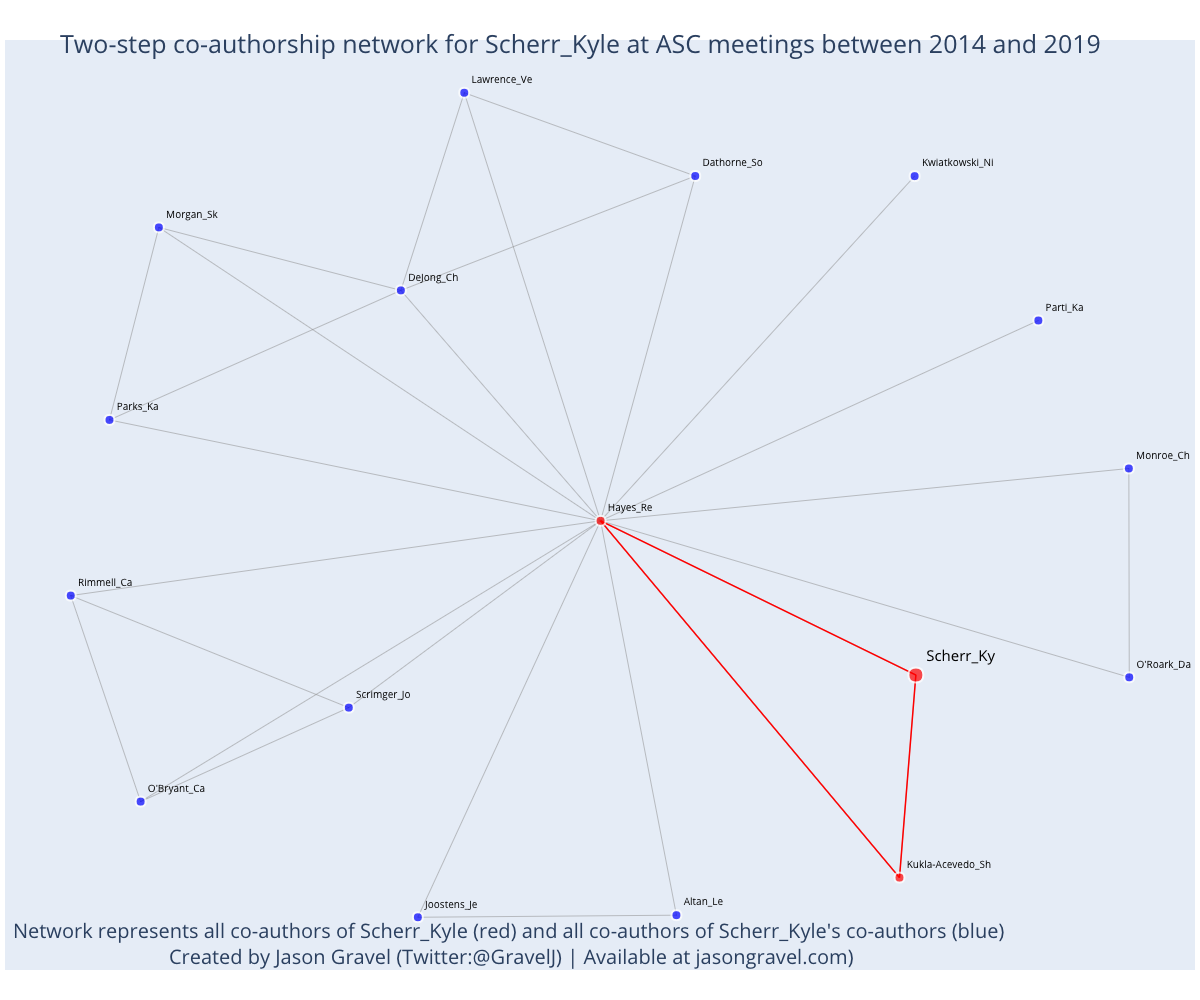 Two-step co-authorship network for Scherr_Kyle at ASC meetings between 2014 and 2019
Lawrence_Ve
Dathorne_So
Kwiatkowski_Ni
Morgan_Sk
DeJong_Ch
Parti_Ka
Parks_Ka
Monroe_Ch
Hayes_Re
Rimmell_Ca
Scherr_Ky
O'Roark_Da
Scrimger_Jo
O'Bryant_Ca
Kukla-Acevedo_Sh
Joostens_Je
Altan_Le
Network represents all co-authors of Scherr_Kyle (red) and all co-authors of Scherr_Kyle's co-authors (blue)
Created by Jason Gravel (Twitter:@GravelJ) | Available at jasongravel.com)